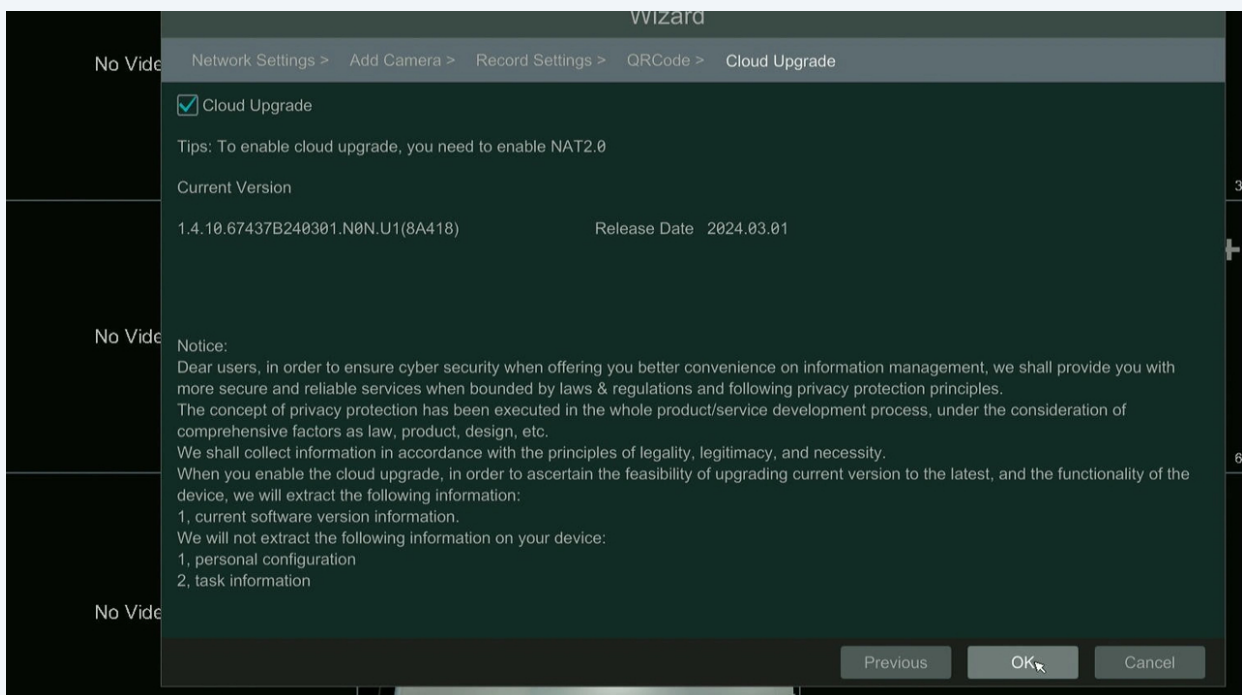 Wizard
Network Settings > Add Camera > Record Settings > QRCode > Cloud Upgrade
Cloud Upgrade
Tips: To enable cloud upgrade, you need to enable NAT2.0
Current Version
1.4.10.67437B240301.N0N.U1(8A418) Release Date 2024.03.01
Notice:
Dear users, in order to ensure cyber security when offering you better convenience on information management, we shall provide you with
more secure and reliable services when bounded by laws & regulations and following privacy protection principles.
The concept of privacy protection has been executed in the whole product/service development process, under the consideration of
comprehensive factors as law, product, design, etc.
We shall collect information in accordance with the principles of legality, legitimacy, and necessity.
When you enable the cloud upgrade, in order to ascertain the feasibility of upgrading current version to the latest, and the functionality of the
device, we will extract the following information:
1, current software version information.
We will not extract the following information on your device:
1, personal configuration
2, task information
Previous OK Cancel
No Vide
No Vide
No Vide
3
6